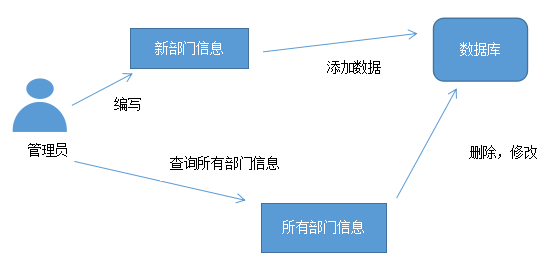 新部门信息
数据库
添加数据
编写
管理员
删除，修改
查询所有部门信息
所有部门信息